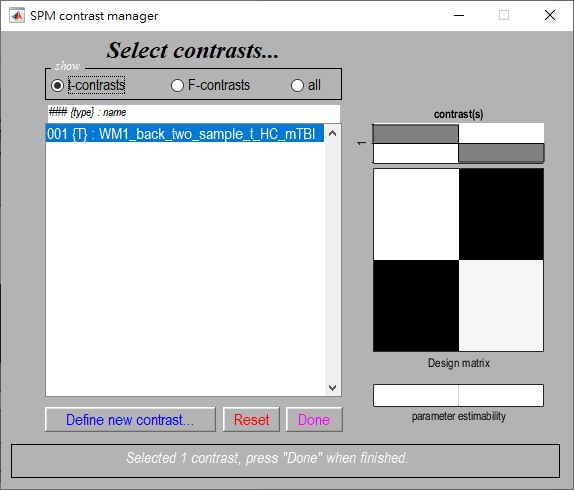 SPM contrast manager
Select contrasts...
show
t-contrasts
F-contrasts
all
### {type} : name
001 {T} : WM1_back_two_sample_t_HC_mTBI
contrast(s)
1
Design matrix
parameter estimability
Define new contrast...
Reset
Done
Selected 1 contrast, press "Done" when finished.